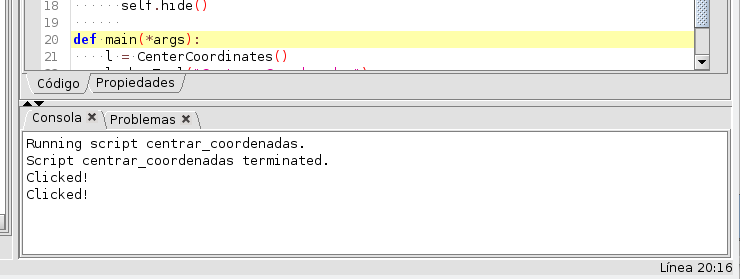 18 self.hide()
19
20 def main(*args):
21 l = CenterCoordinates()
Código Propiedades
Consola Problemas
Running script centrar_coordenadas.
Script centrar_coordenadas terminated.
Clicked!
Clicked!
Línea 20:16